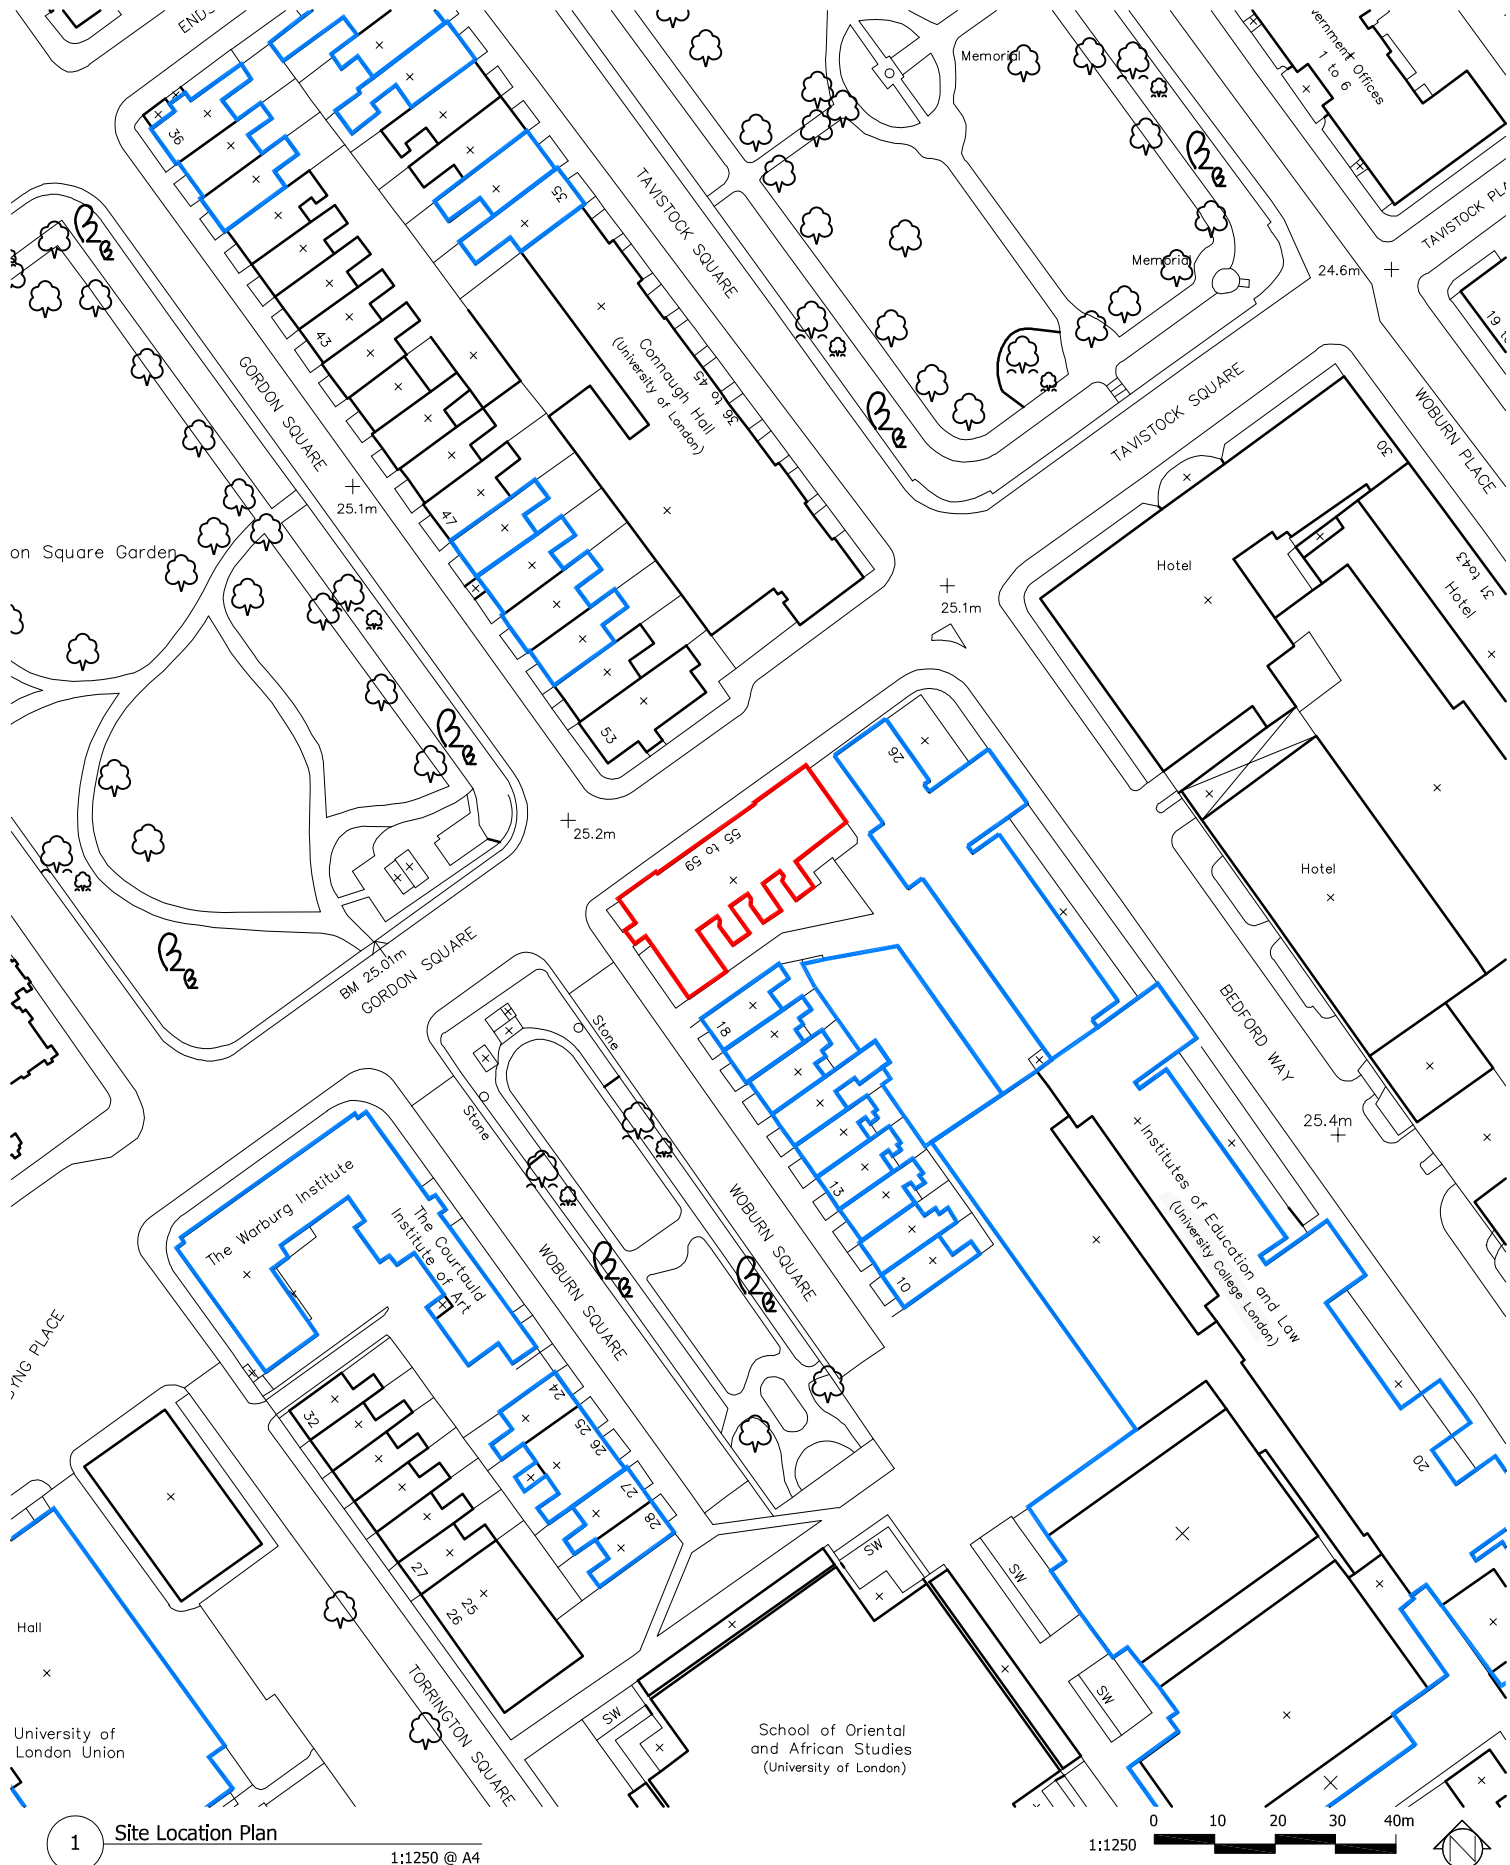 ENDS
Memorial
vernment Offices
1 to 6
36
TAVISTOCK SQUARE
35
TAVISTOCK PLA
Memorial
24.6m
19 to
43
GORDON SQUARE
Connaugh Hall
(University of London)
36 to 45
TAVISTOCK SQUARE
WOBURN PLACE
30
47
25.1m
on Square Garden
Hotel
31 to43
Hotel
25.1m
53
26
25.2m
55 to 59
Hotel
BM 25.01m
GORDON SQUARE
Stone
18
BEDFORD WAY
Stone
25.4m
The Warburg Institute
The Courtauld
Institute of Art
WOBURN SQUARE
WOBURN SQUARE
13
10
Institutes of Education and Law
(University College London)
YNG PLACE
24
25
26
27
28
32
20
27
25
26
SW
SW
Hall
TORRINGTON SQUARE
SW
SW
University of
London Union
School of Oriental
and African Studies
(University of London)
1
Site Location Plan
1:1250 @ A4
1:1250
0 10 20 30 40m
N